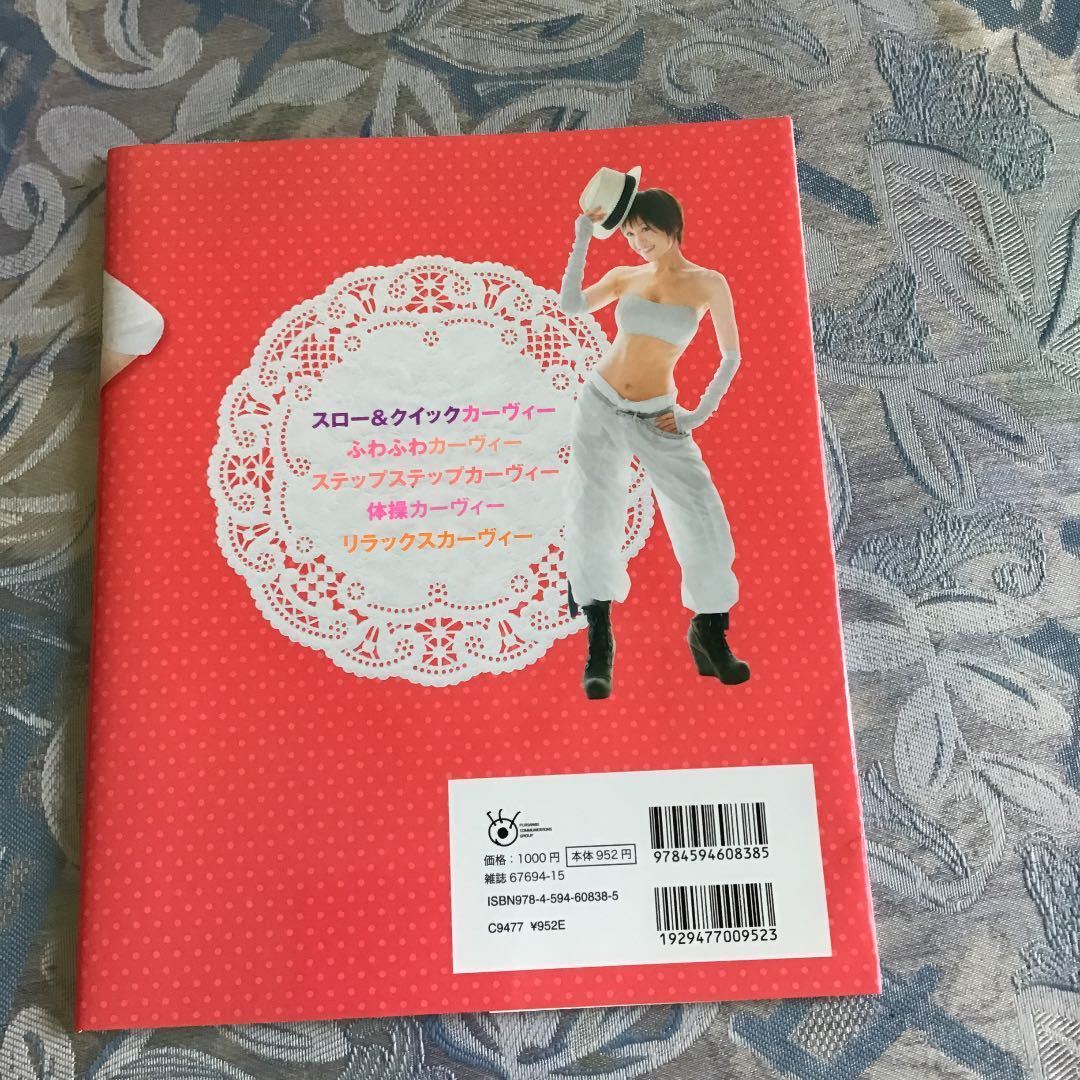 スロー&クイックカーヴィー
ふわふわカーヴィー
ステップステップカーヴィー
体操カーヴィー
リラックスカーヴィー
FUJISANKEI
COMMUNICATIONS
GROUP
価格:1000円 本体952円
雑誌 67694-15
ISBN978-4-594-60838-5
C9477 ¥952E
9784594608385
1929477009523